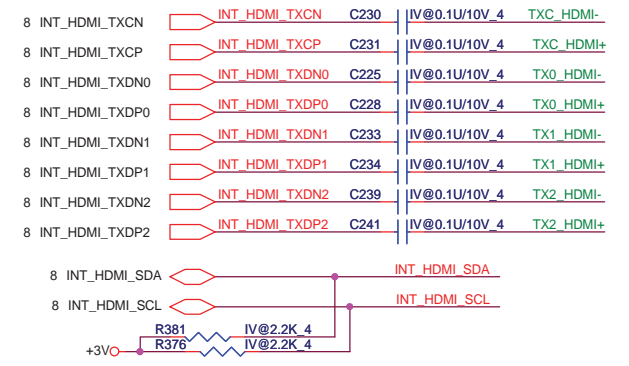 8 INT_HDMI_TXCN INT_HDMI_TXCN C230 IV@0.1U/10V_4 TXC_HDMI-
8 INT_HDMI_TXCP INT_HDMI_TXCP C231 IV@0.1U/10V_4 TXC_HDMI+
8 INT_HDMI_TXDN0 INT_HDMI_TXDN0 C225 IV@0.1U/10V_4 TX0_HDMI-
8 INT_HDMI_TXDP0 INT_HDMI_TXDP0 C228 IV@0.1U/10V_4 TX0_HDMI+
8 INT_HDMI_TXDN1 INT_HDMI_TXDN1 C233 IV@0.1U/10V_4 TX1_HDMI-
8 INT_HDMI_TXDP1 INT_HDMI_TXDP1 C234 IV@0.1U/10V_4 TX1_HDMI+
8 INT_HDMI_TXDN2 INT_HDMI_TXDN2 C239 IV@0.1U/10V_4 TX2_HDMI-
8 INT_HDMI_TXDP2 INT_HDMI_TXDP2 C241 IV@0.1U/10V_4 TX2_HDMI+
8 INT_HDMI_SDA INT_HDMI_SDA
8 INT_HDMI_SCL INT_HDMI_SCL
R381 IV@2.2K_4
+3V R376 IV@2.2K_4